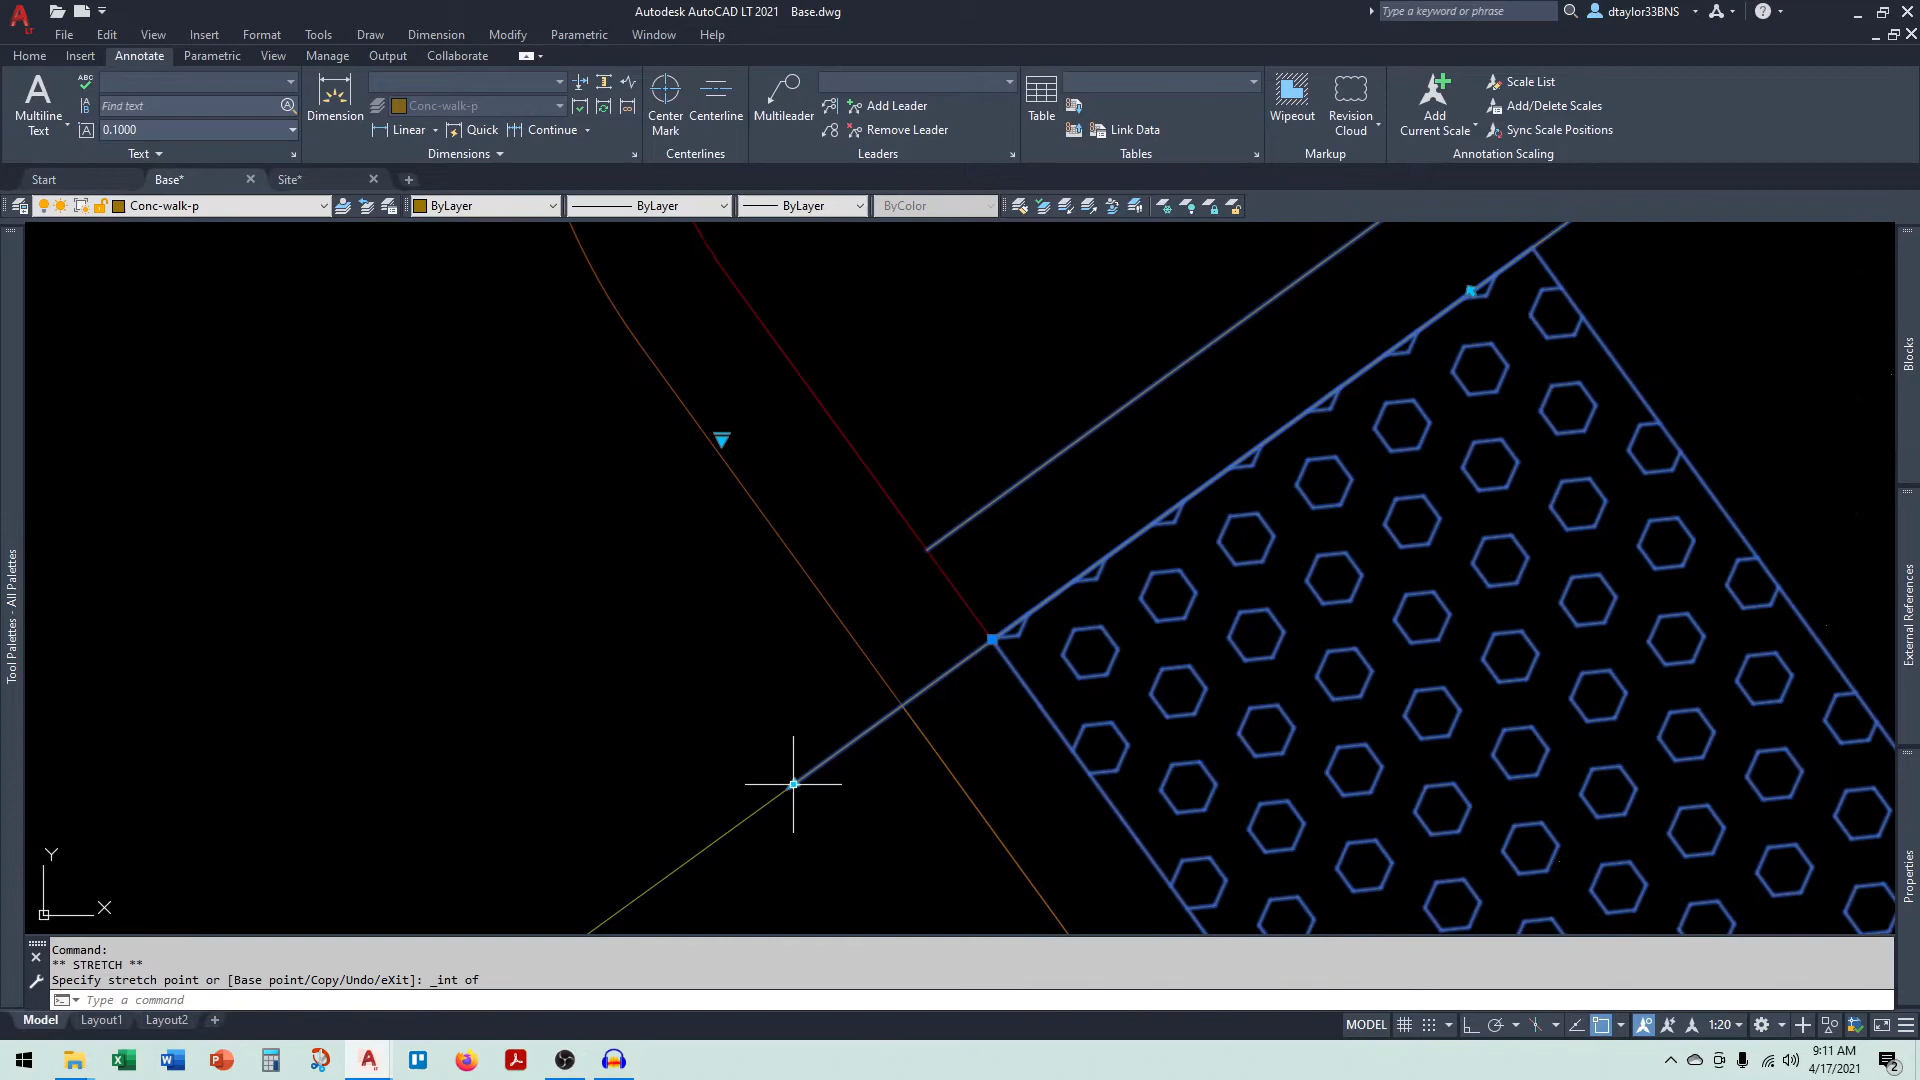 Autodesk AutoCAD LT 2021 Base.dwg
Type a keyword or phrase
dtaylor33BNS
File Edit View Insert Format Tools Draw Dimension Modify Parametric Window Help
LT
Home Insert Annotate Parametric View Manage Output Collaborate
ABC
Multiline Text
Find text
0.1000
Text
Dimension
Conc-walk-p
Linear Quick Continue
Dimensions
Center Mark
Centerline
Centerlines
Multileader
Add Leader
Remove Leader
Leaders
Table
Link Data
Tables
Wipeout
Revision Cloud
Markup
Add Current Scale
Scale List
Add/Delete Scales
Sync Scale Positions
Annotation Scaling
Start Base* Site*
Conc-walk-p ByLayer ByLayer ByLayer ByColor
Tool Palettes - All Palettes
Blocks
External References
Properties
Y
X
Command:
** STRETCH **
Specify stretch point or [Base point/Copy/Undo/eXit]: _int of
Type a command
Model Layout1 Layout2
MODEL
1:20
9:11 AM
4/17/2021
2